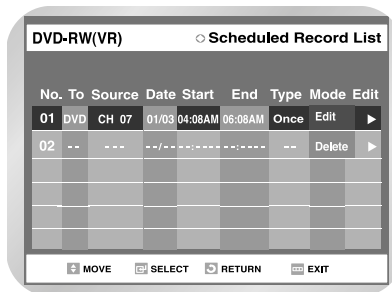 DVD-RW(VR) Scheduled Record List
No. To Source Date Start End Type Mode Edit
01 DVD CH 07 01/03 04:08AM 06:08AM Once Edit ►
02 -- --- --/-- --:-- --:-- -- Delete ►
MOVE SELECT RETURN EXIT